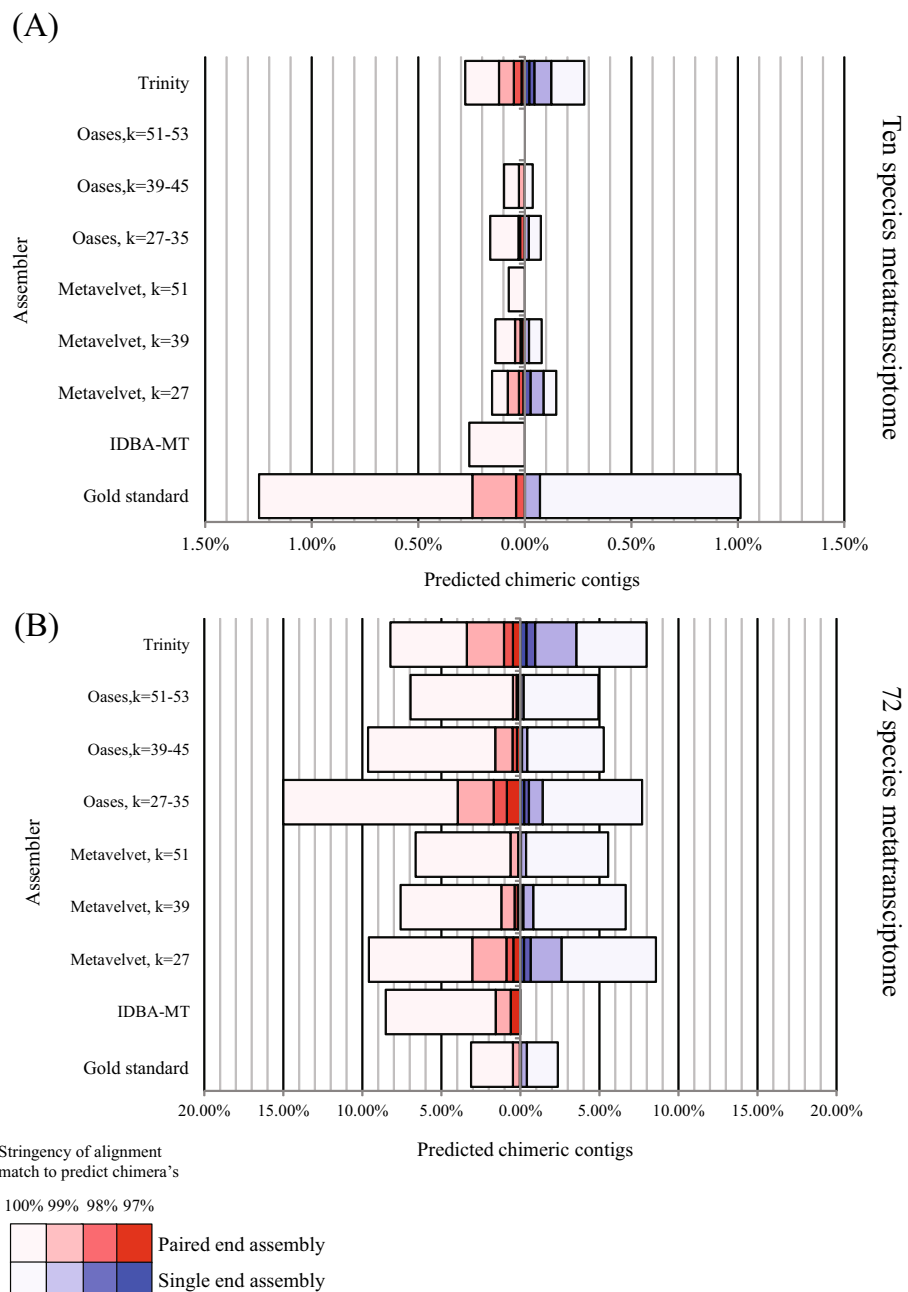 (A)
Trinity
Oases,k=51-53
Oases,k=39-45
Oases, k=27-35
Metavelvet, k=51
Metavelvet, k=39
Metavelvet, k=27
IDBA-MT
Gold standard
Assembler
1.50% 1.00% 0.50% 0.00% 0.50% 1.00% 1.50%
Predicted chimeric contigs
Ten species metatransciptome
(B)
Trinity
Oases,k=51-53
Oases,k=39-45
Oases, k=27-35
Metavelvet, k=51
Metavelvet, k=39
Metavelvet, k=27
IDBA-MT
Gold standard
Assembler
20.00% 15.00% 10.00% 5.00% 0.00% 5.00% 10.00% 15.00% 20.00%
Predicted chimeric contigs
72 species metatransciptome
Stringency of alignment
match to predict chimera's
100% 99% 98% 97%
Paired end assembly
Single end assembly